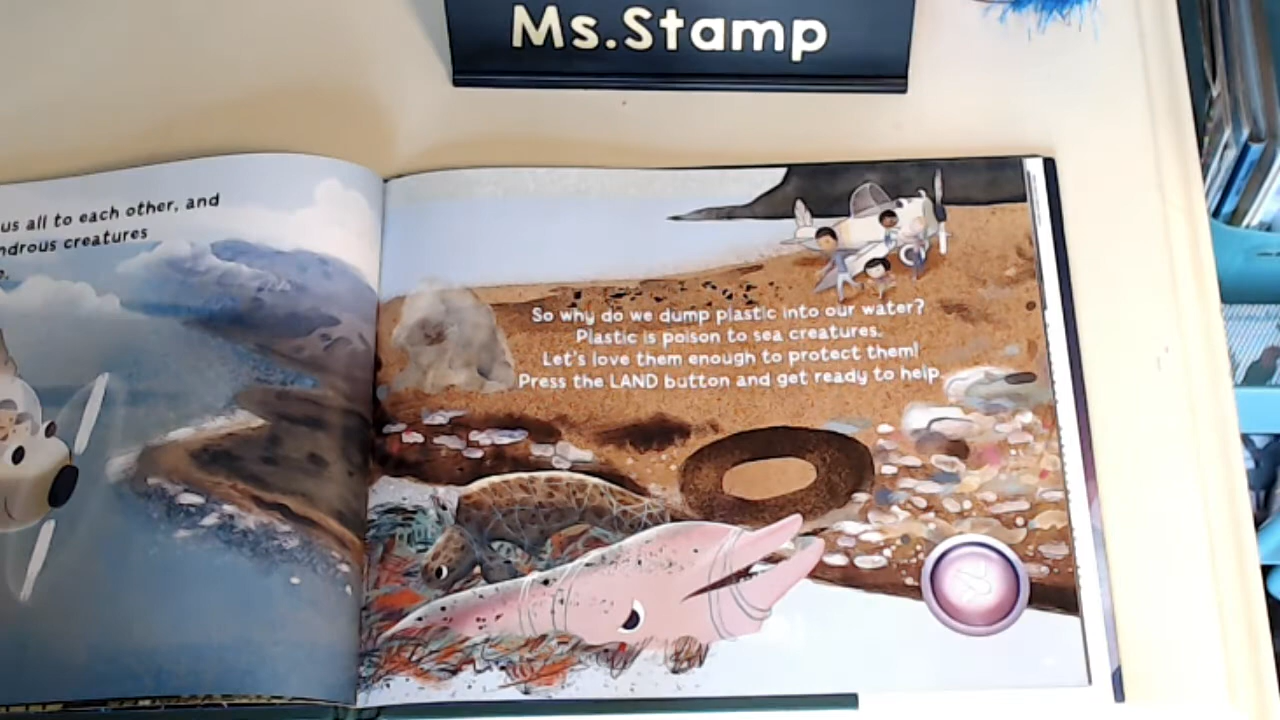 Ms.Stamp
us all to each other, and
ndrous creatures
So why do we dump plastic into our water?
Plastic is poison to sea creatures.
Let's love them enough to protect them!
Press the LAND button and get ready to help.